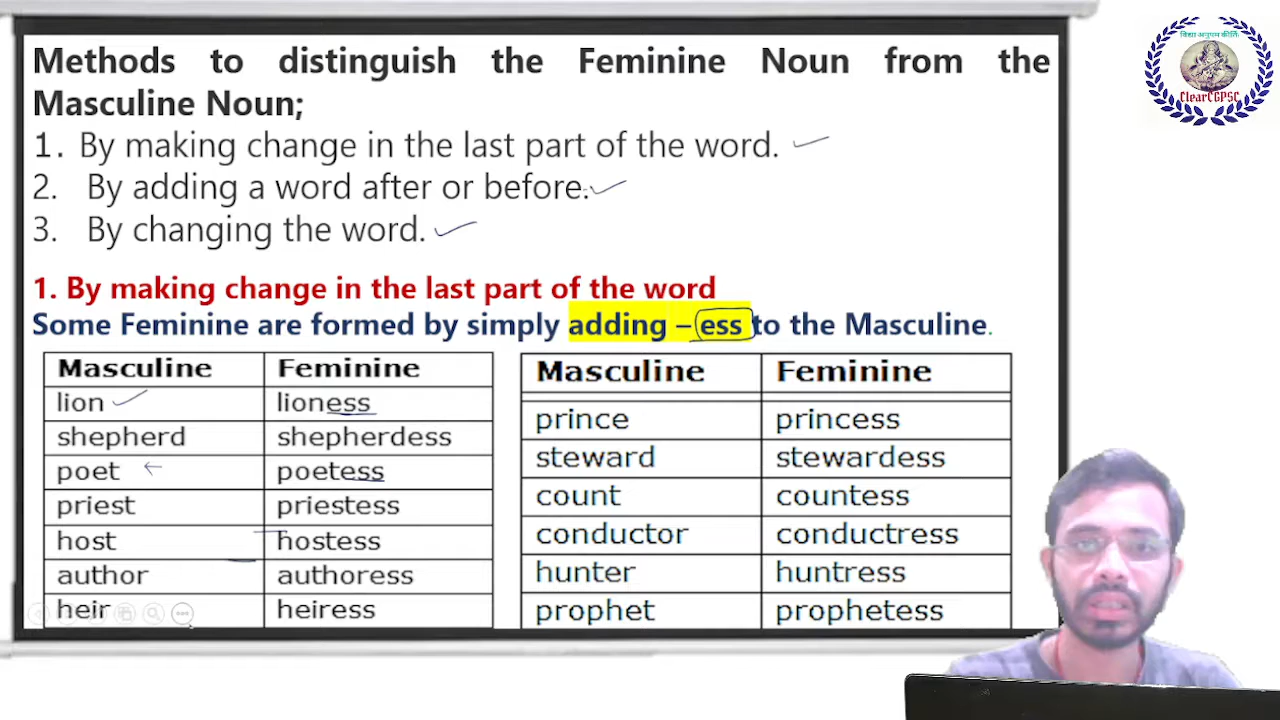 Methods to distinguish the Feminine Noun from the
Masculine Noun;
1. By making change in the last part of the word.
2. By adding a word after or before.
3. By changing the word.
1. By making change in the last part of the word
Some Feminine are formed by simply adding – ess to the Masculine.
Masculine Feminine
lion lioness
shepherd shepherdess
poet poetess
priest priestess
host hostess
author authoress
heir heiress
Masculine Feminine
prince princess
steward stewardess
count countess
conductor conductress
hunter huntress
prophet prophetess
विद्या अनुपम कीर्तिः
ClearCGPSC